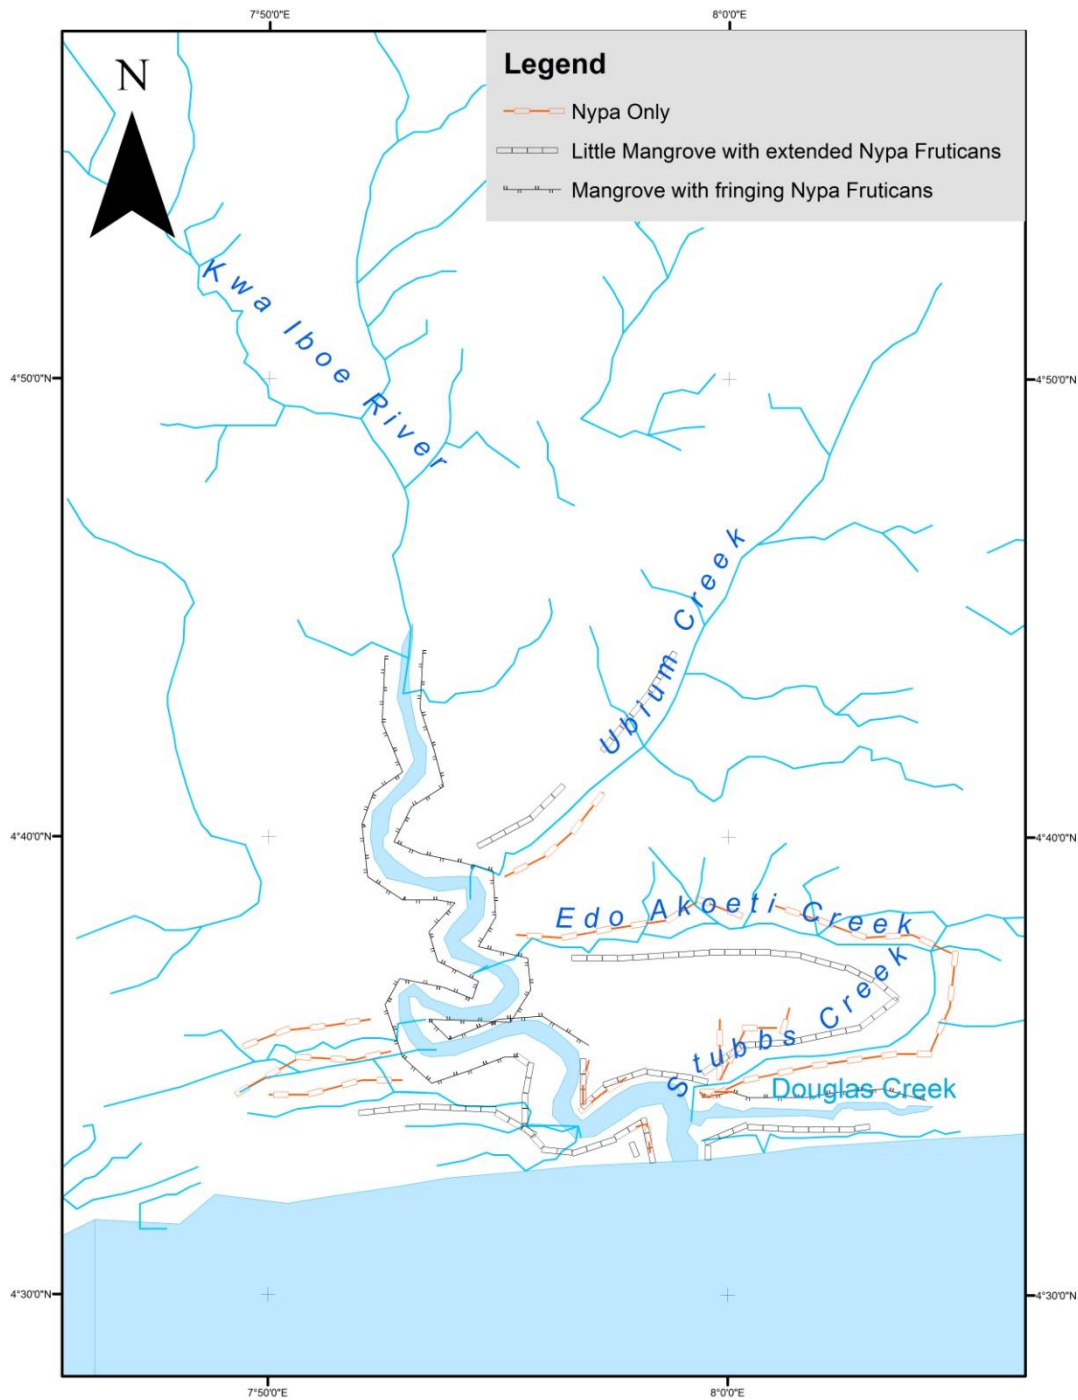 7°50'0"E
8°0'0"E
N
Legend
Nypa Only
Little Mangrove with extended Nypa Fruticans
Mangrove with fringing Nypa Fruticans
Kwa Iboe River
4°50'0"N
4°50'0"N
Ubium Creek
4°40'0"N
4°40'0"N
Edo Akoeti Creek
Stubbs Creek
Douglas Creek
4°30'0"N
4°30'0"N
7°50'0"E
8°0'0"E